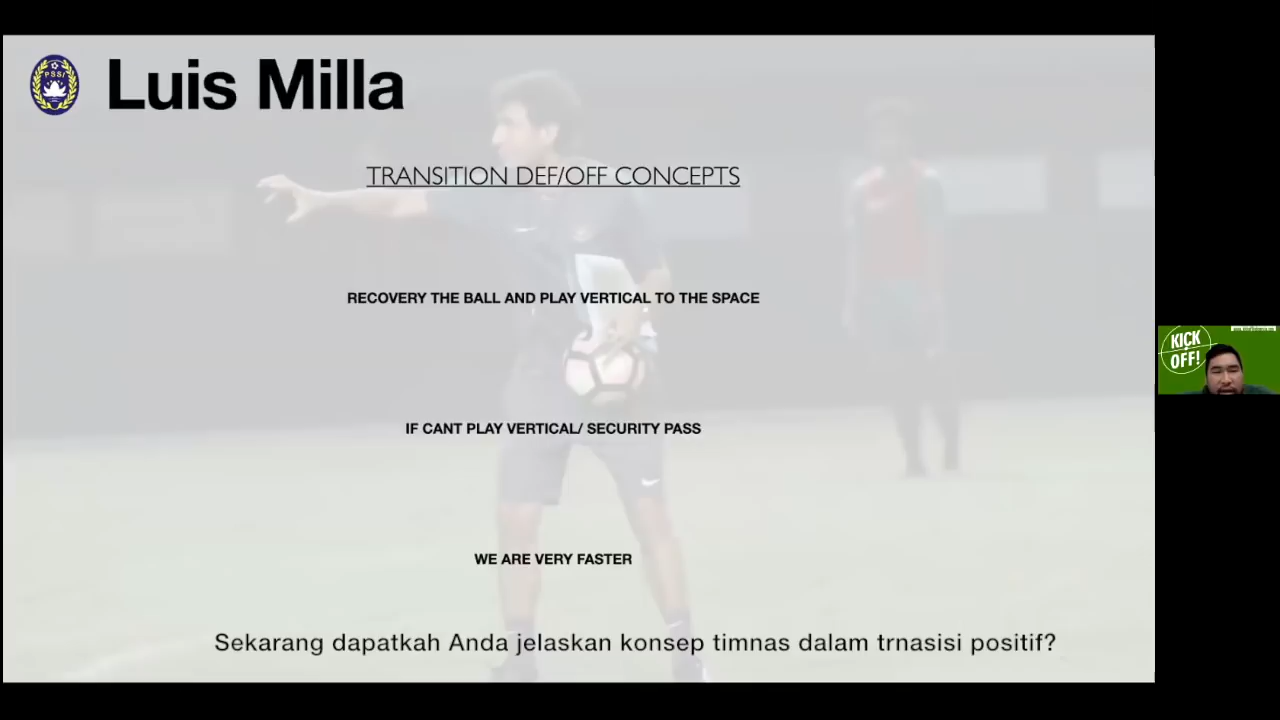 PSSI
Luis Milla
TRANSITION DEF/OFF CONCEPTS
RECOVERY THE BALL AND PLAY VERTICAL TO THE SPACE
IF CANT PLAY VERTICAL/ SECURITY PASS
WE ARE VERY FASTER
Sekarang dapatkah Anda jelaskan konsep timnas dalam trnasisi positif?
KICK
OFF!